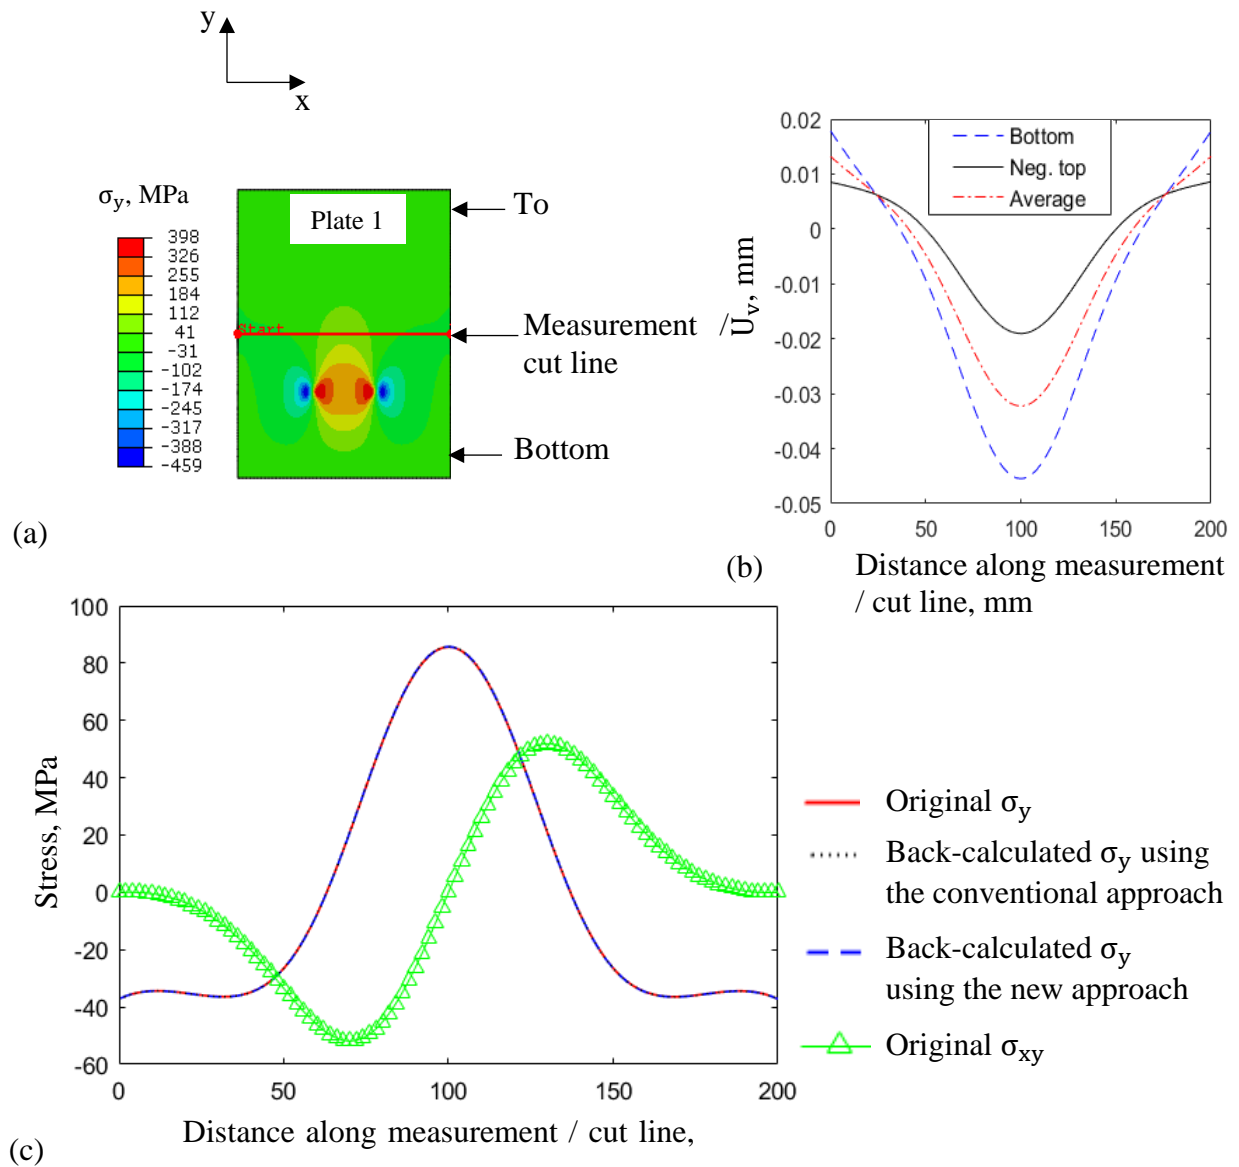 y
x
σy, MPa
398
326
255
184
112
41
-31
-102
-174
-245
-317
-388
-459
Plate 1
Start
To
Measurement /
cut line
Bottom
(a)
0.02
0.01
0
-0.01
-0.02
-0.03
-0.04
-0.05
Uv, mm
Bottom
Neg. top
Average
0 50 100 150 200
Distance along measurement
/ cut line, mm
(b)
100
80
60
40
20
0
-20
-40
-60
Stress, MPa
0 50 100 150 200
Distance along measurement / cut line,
(c)
Original σy
Back-calculated σy using
the conventional approach
Back-calculated σy
using the new approach
Original σxy